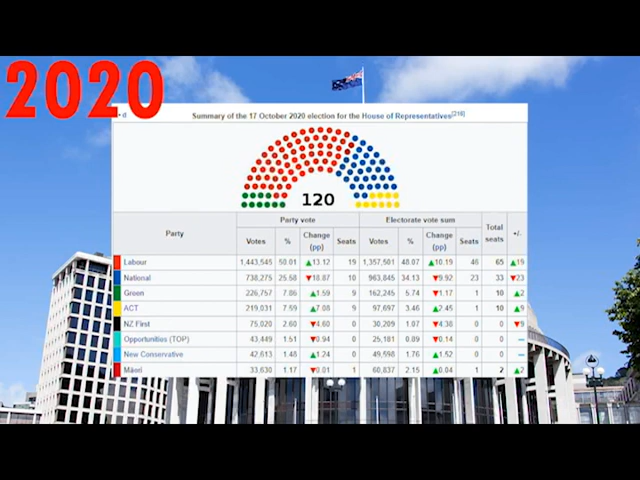 2020
Summary of the 17 October 2020 election for the House of Representatives[218]
120
Party Party vote Electorate vote sum Total seats +/-
Votes % Change (pp) Seats Votes % Change (pp) Seats
Labour 1,443,545 50.01 ▲13.12 19 1,357,501 48.07 ▲10.19 46 65 ▲19
National 738,275 25.58 ▼18.87 10 963,845 34.13 ▼9.92 23 33 ▼23
Green 226,757 7.86 ▲1.59 9 162,245 5.74 ▼1.17 1 10 ▲2
ACT 219,031 7.59 ▲7.08 9 97,697 3.46 ▲2.45 1 10 ▲9
NZ First 75,020 2.60 ▼4.60 0 30,209 1.07 ▼4.38 0 0 ▼9
Opportunities (TOP) 43,449 1.51 ▼0.94 0 25,181 0.89 ▼0.14 0 0 –
New Conservative 42,613 1.48 ▲1.24 0 49,598 1.76 ▲1.52 0 0 –
Māori 33,630 1.17 ▼0.01 1 60,837 2.15 ▲0.04 1 2 ▲2